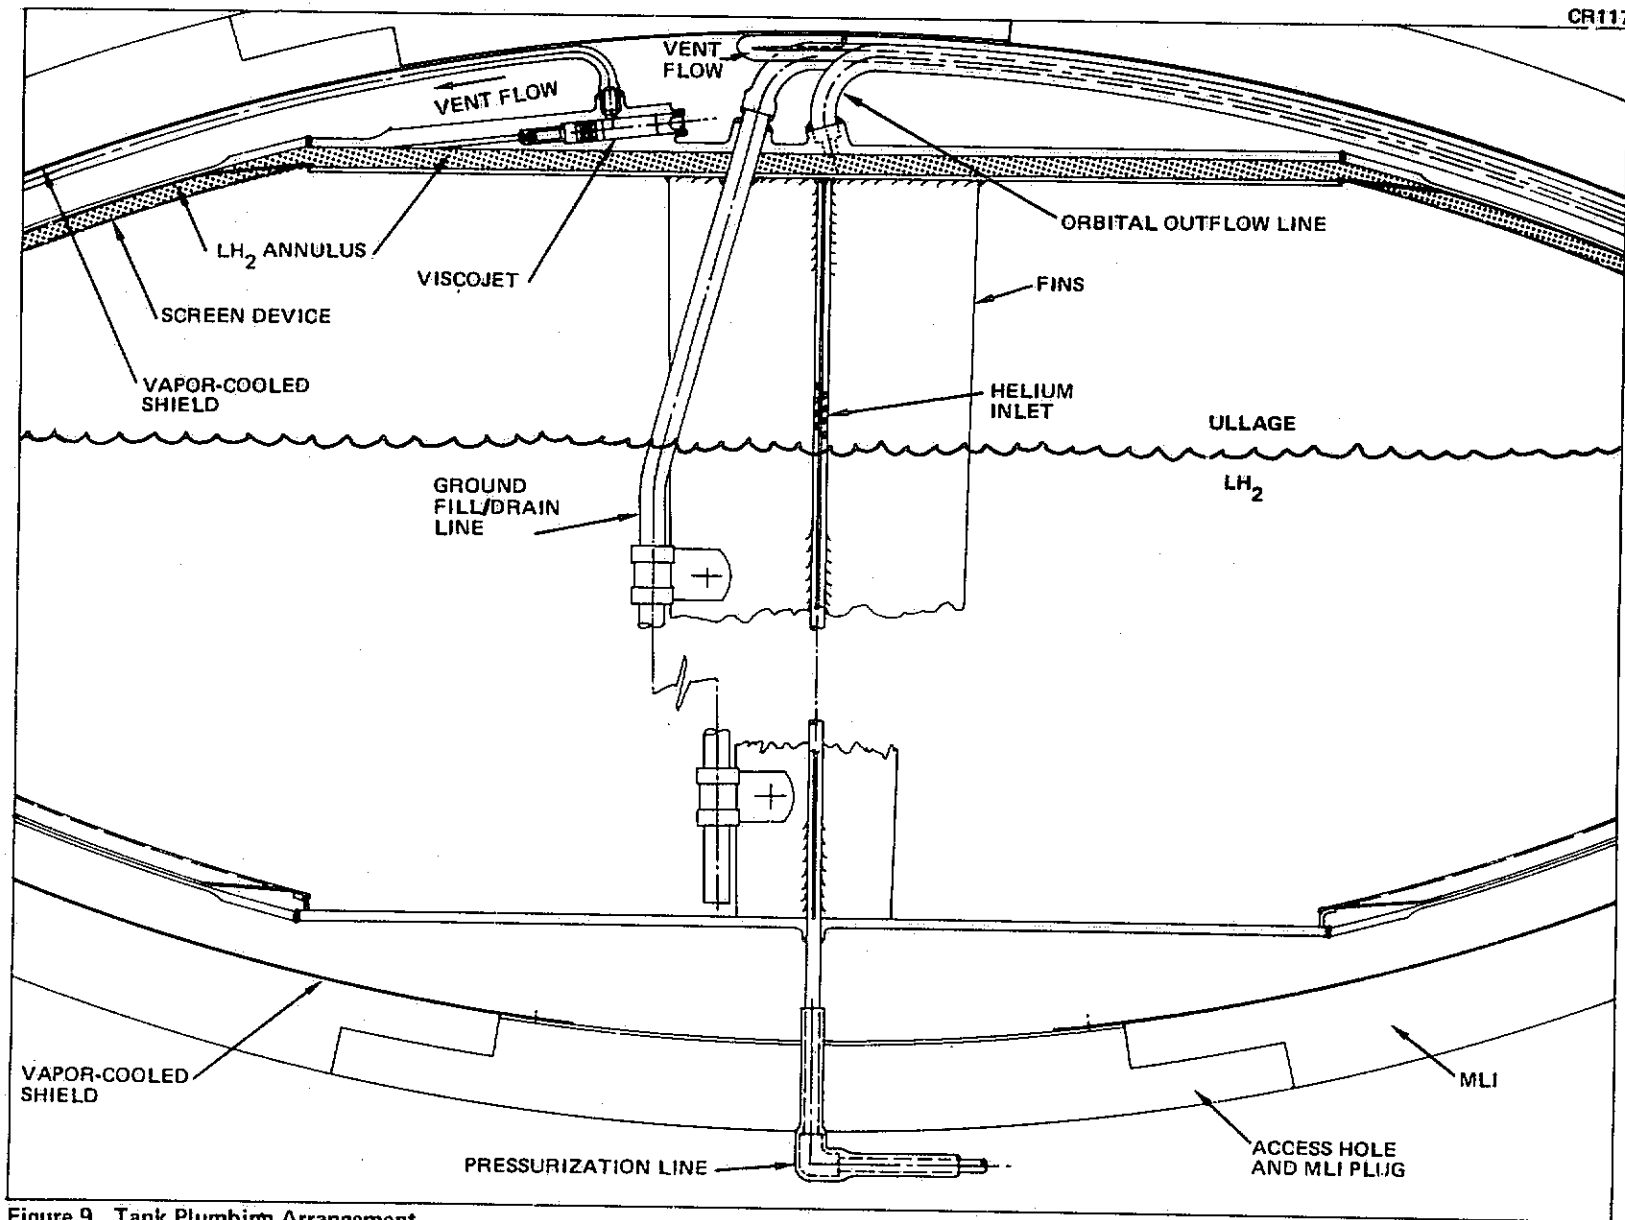 CR117
VENT
FLOW
VENT FLOW
ORBITAL OUTFLOW LINE
LH2 ANNULUS
VISCOJET
FINS
SCREEN DEVICE
VAPOR-COOLED
SHIELD
HELIUM
INLET
ULLAGE
LH2
GROUND
FILL/DRAIN
LINE
VAPOR-COOLED
SHIELD
MLI
ACCESS HOLE
AND MLI PLUG
PRESSURIZATION LINE
Figure 9. Tank Plumbing Arrangement